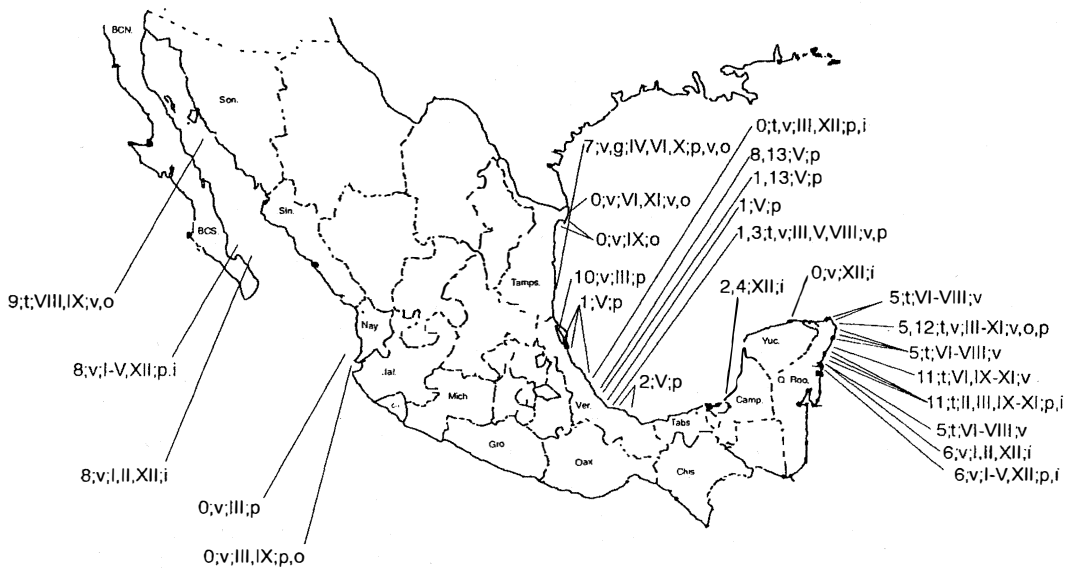 BCN.
Son.
BCS.
Sin.
Nay
Jal.
Mich
Gro
Oax
Chis
Tabs
Ver.
Tamps.
Camp.
Yuc.
Q. Roo.
0;t,v;III,XII;p,i
7;v,g;IV,VI,X;p,v,o
8,13;V;p
1,13;V;p
0;v;VI,XI;v,o
1;V;p
0;v;IX;o
1,3;t,v;III,V,VIII;v,p
10;v;III;p
1;V;p
2;V;p
2,4;XII;i
0;v;XII;i
5;t;VI-VIII;v
5,12;t,v;III-XI;v,o,p
5;t;VI-VIII;v
11;t;VI,IX-XI;v
11;t;II,III,IX-XI;p,i
5;t;VI-VIII;v
6;v;I,II,XII;i
6;v;I-V,XII;p,i
9;t;VIII,IX;v,o
8;v;I-V,XII;p.i
8;v;I,II,XII;i
0;v;III;p
0;v;III,IX;p,o